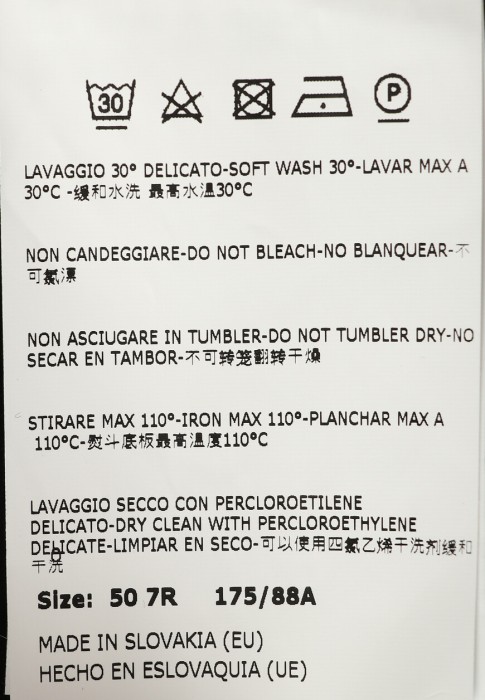 30 P
LAVAGGIO 30° DELICATO-SOFT WASH 30°-LAVAR MAX A
30°C -缓和水洗 最高水温30°C
NON CANDEGGIARE-DO NOT BLEACH-NO BLANQUEAR-不
可氯漂
NON ASCIUGARE IN TUMBLER-DO NOT TUMBLER DRY-NO
SECAR EN TAMBOR-不可转笼翻转干燥
STIRARE MAX 110°-IRON MAX 110°-PLANCHAR MAX A
110°C-熨斗底板最高温度110°C
LAVAGGIO SECCO CON PERCLOROETILENE
DELICATO-DRY CLEAN WITH PERCLOROETHYLENE
DELICATE-LIMPIAR EN SECO-可以使用四氯乙烯干洗剂缓和
干洗
Size: 50 7R 175/88A
MADE IN SLOVAKIA (EU)
HECHO EN ESLOVAQUIA (UE)